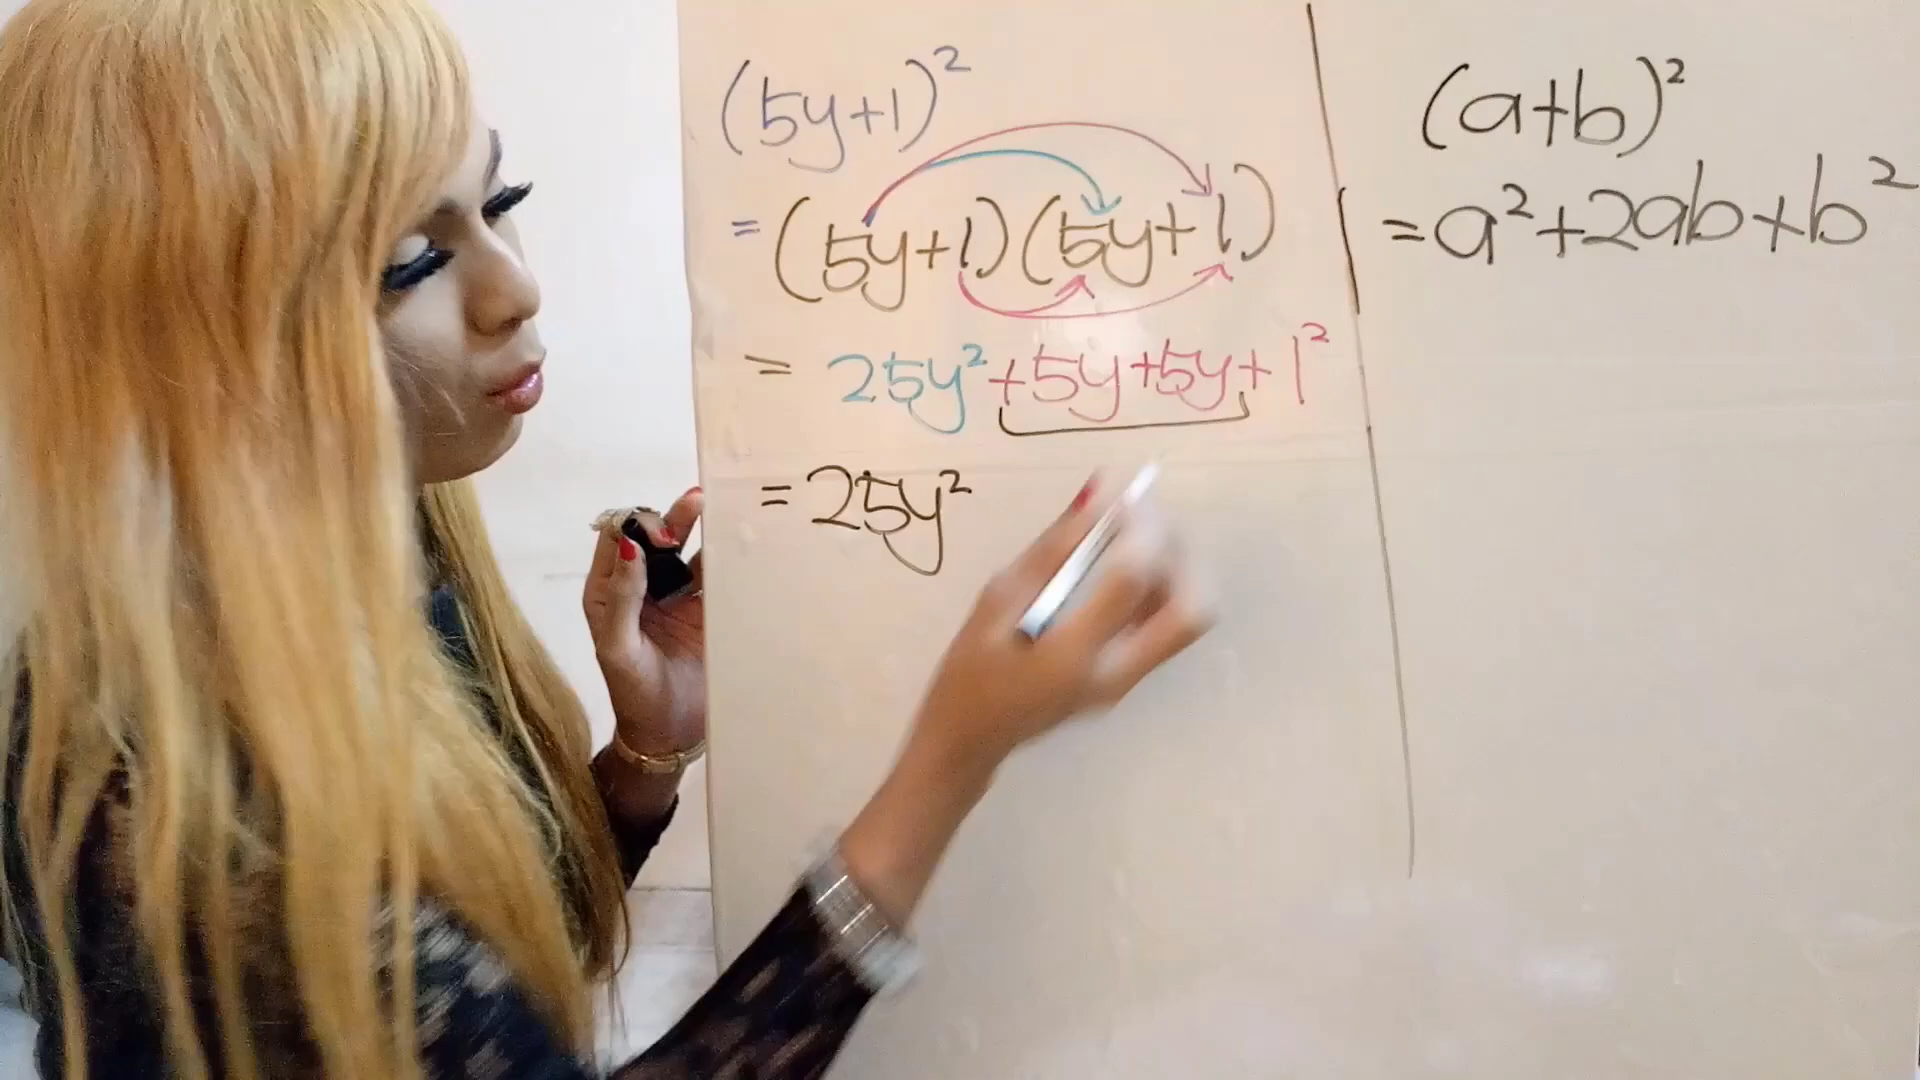 (5y+1)²
= (5y+1)(5y+1)
= 25y²+5y+5y+1²
= 25y²
(a+b)²
=a²+2ab+b²